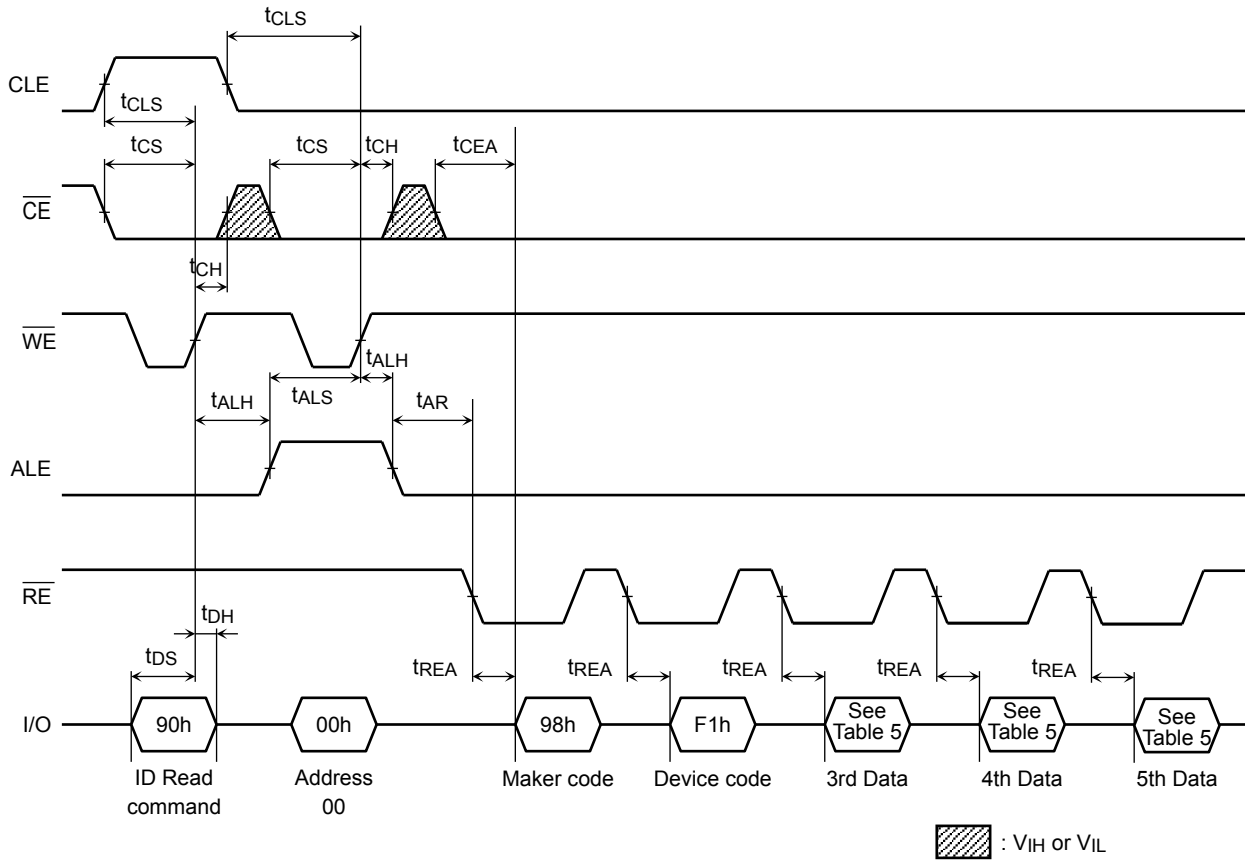 tCLS
CLE
tCLS
tCS
tCS
tCH
tCEA
CE
tCH
WE
tALH
tALH
tALS
tAR
ALE
RE
tDH
tDS
tREA
tREA
tREA
tREA
tREA
I/O
90h
00h
98h
F1h
See
Table 5
See
Table 5
See
Table 5
ID Read
command
Address
00
Maker code
Device code
3rd Data
4th Data
5th Data
: VIH or VIL